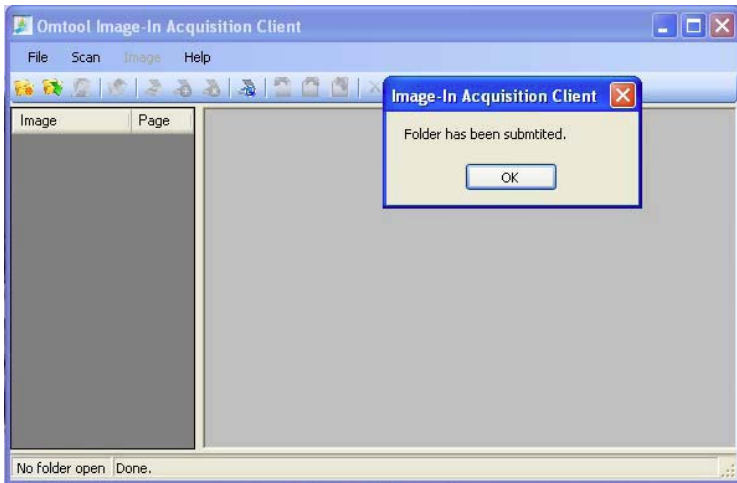 Omtool Image-In Acquisition Client
File Scan Image Help
Image Page
Image-In Acquisition Client
Folder has been submtited.
OK
No folder open Done.